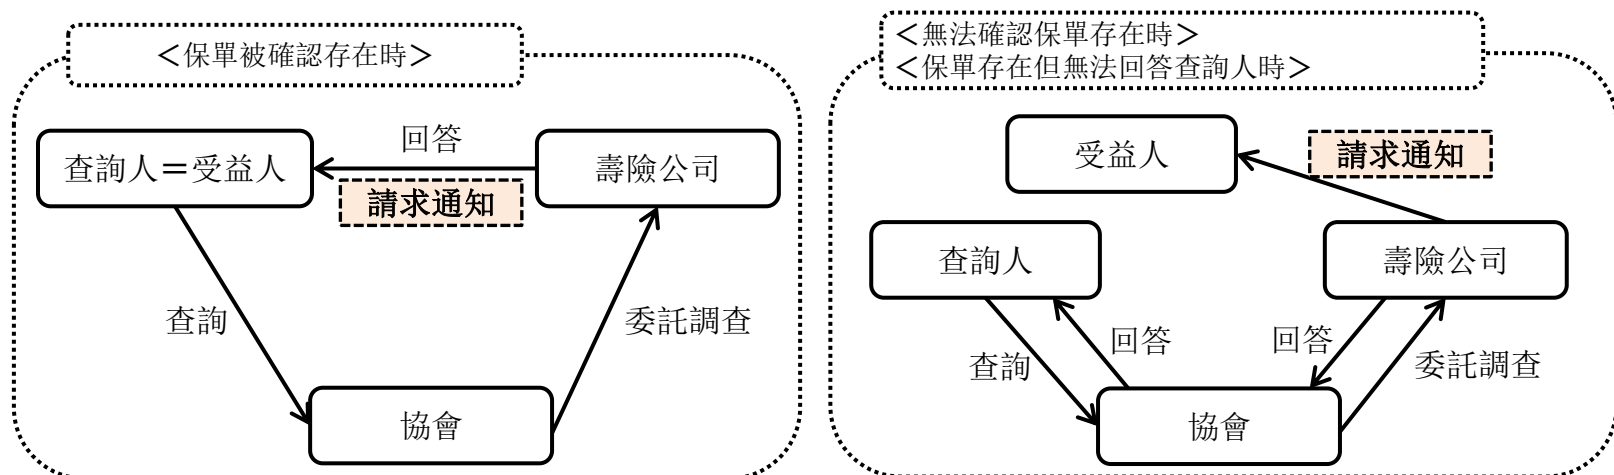 ＜保單被確認存在時＞
查詢人＝受益人
回答
請求通知
壽險公司
查詢
委託調查
協會
＜無法確認保單存在時＞
＜保單存在但無法回答查詢人時＞
受益人
請求通知
查詢人
壽險公司
查詢
回答
回答
委託調查
協會